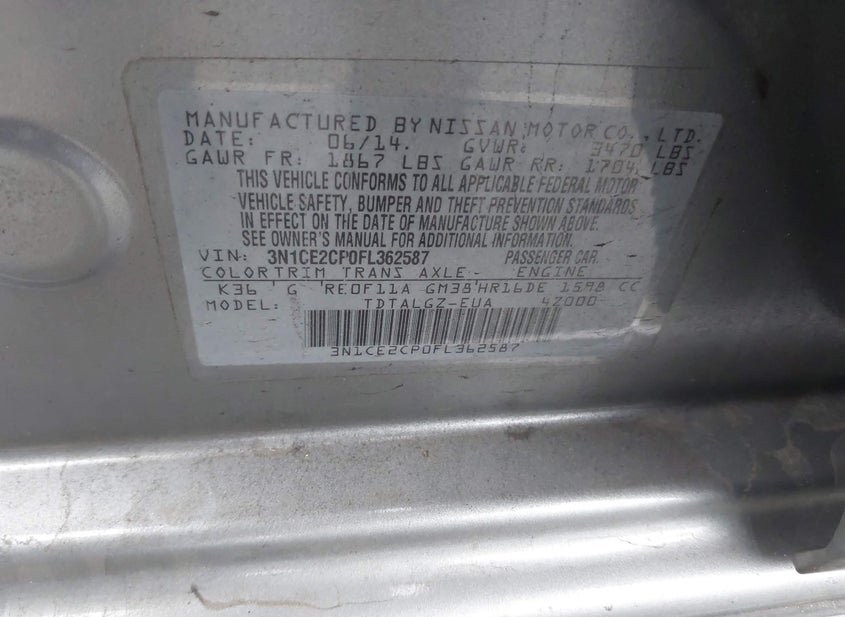 MANUFACTURED BY NISSAN MOTOR CO., LTD.
DATE: 06/14. GVWR: 3470 LBS
GAWR FR: 1867 LBS GAWR RR: 1704 LBS
THIS VEHICLE CONFORMS TO ALL APPLICABLE FEDERAL MOTOR
VEHICLE SAFETY, BUMPER AND THEFT PREVENTION STANDARDS
IN EFFECT ON THE DATE OF MANUFACTURE SHOWN ABOVE.
SEE OWNER'S MANUAL FOR ADDITIONAL INFORMATION.
VIN: 3N1CE2CP0FL362587 PASSENGER CAR.
COLOR TRIM TRANS AXLE - ENGINE
K36 G RE0F11A GM38 HR16DE 1598 CC
MODEL: TDTALGZ-EUA 4Z000
3N1CE2CP0FL362587